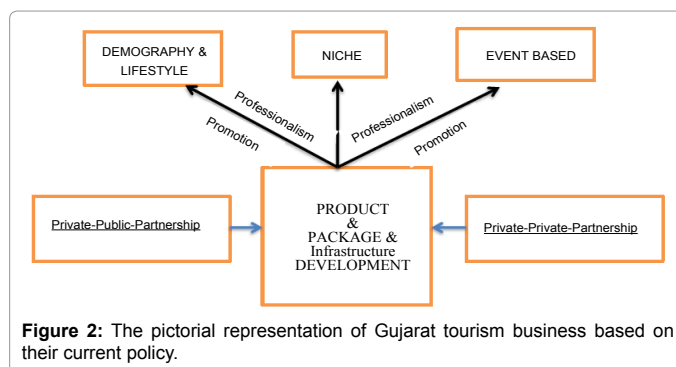 DEMOGRAPHY &
LIFESTYLE
NICHE
EVENT BASED
Professionalism
Promotion
Professionalism
Promotion
Private-Public-Partnership
PRODUCT
&
PACKAGE &
Infrastructure
DEVELOPMENT
Private-Private-Partnership
Figure 2: The pictorial representation of Gujarat tourism business based on
their current policy.